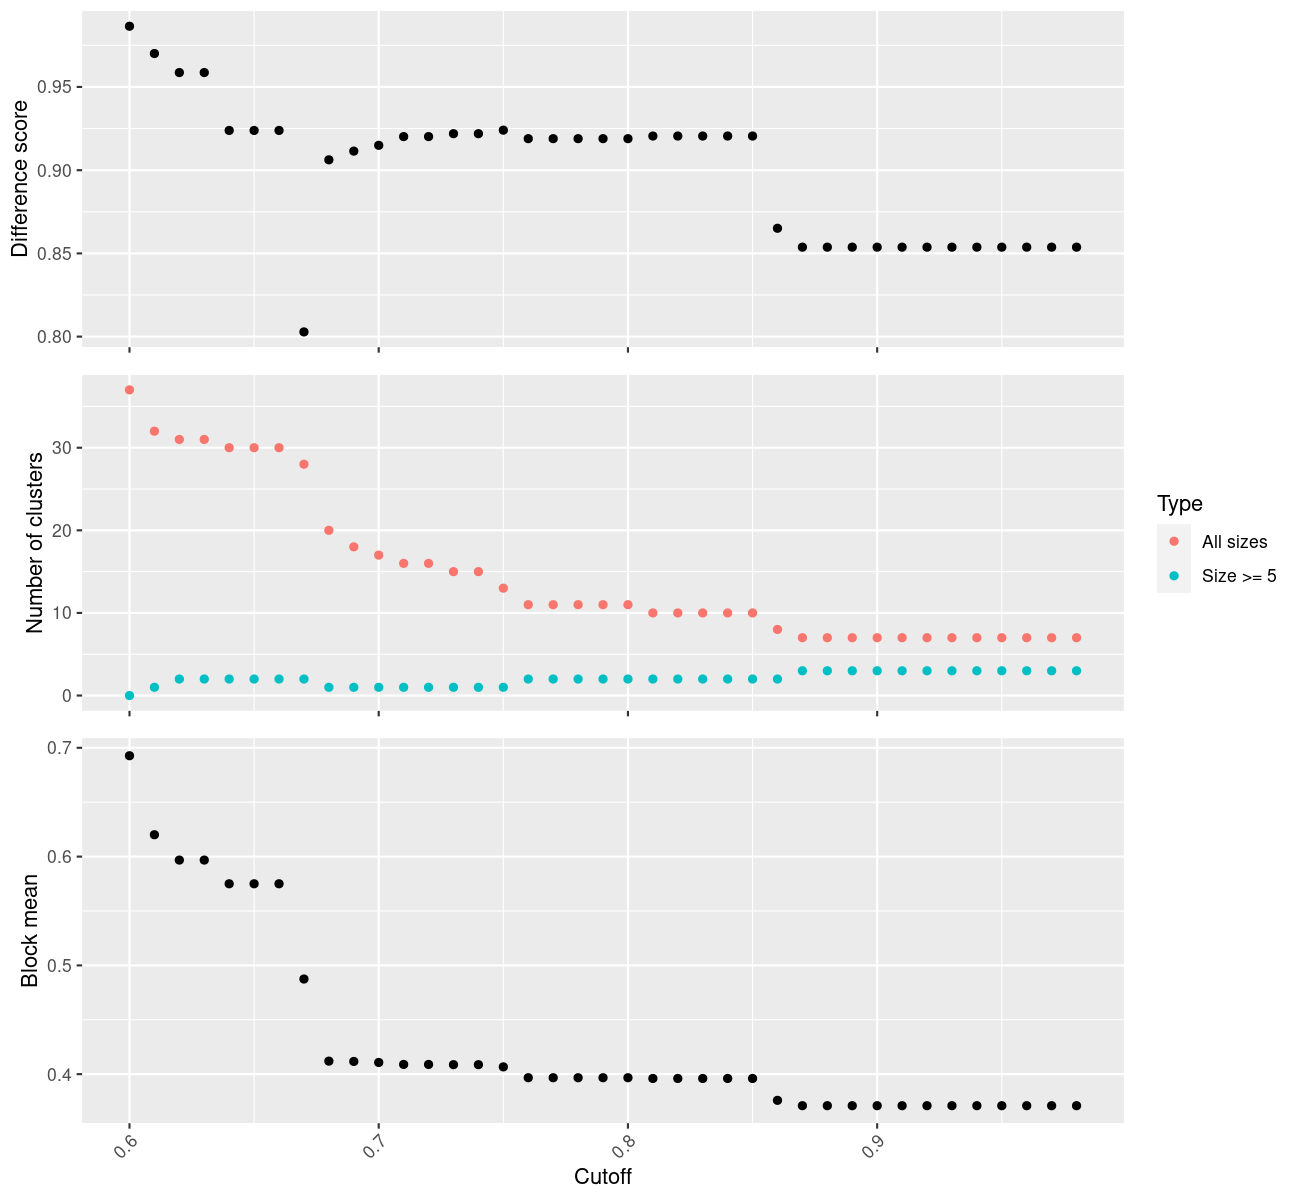 Difference score
0.95
0.90
0.85
0.80
Number of clusters
30
20
10
0
Type
All sizes
Size >= 5
Block mean
0.7
0.6
0.5
0.4
0.6 0.7 0.8 0.9
Cutoff